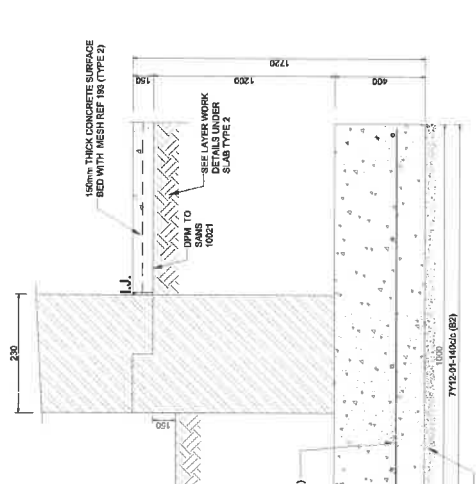 150mm THICK CONCRETE SURFACE
BED WITH MESH REF 193 (TYPE 2)
150
1200
1720
400
SEE LAYER WORK
DETAILS UNDER
SLAB TYPE 2
DPM TO
SANS
10021
I.J.
230
150
1000
7Y12-01-140c/c (B2)
)